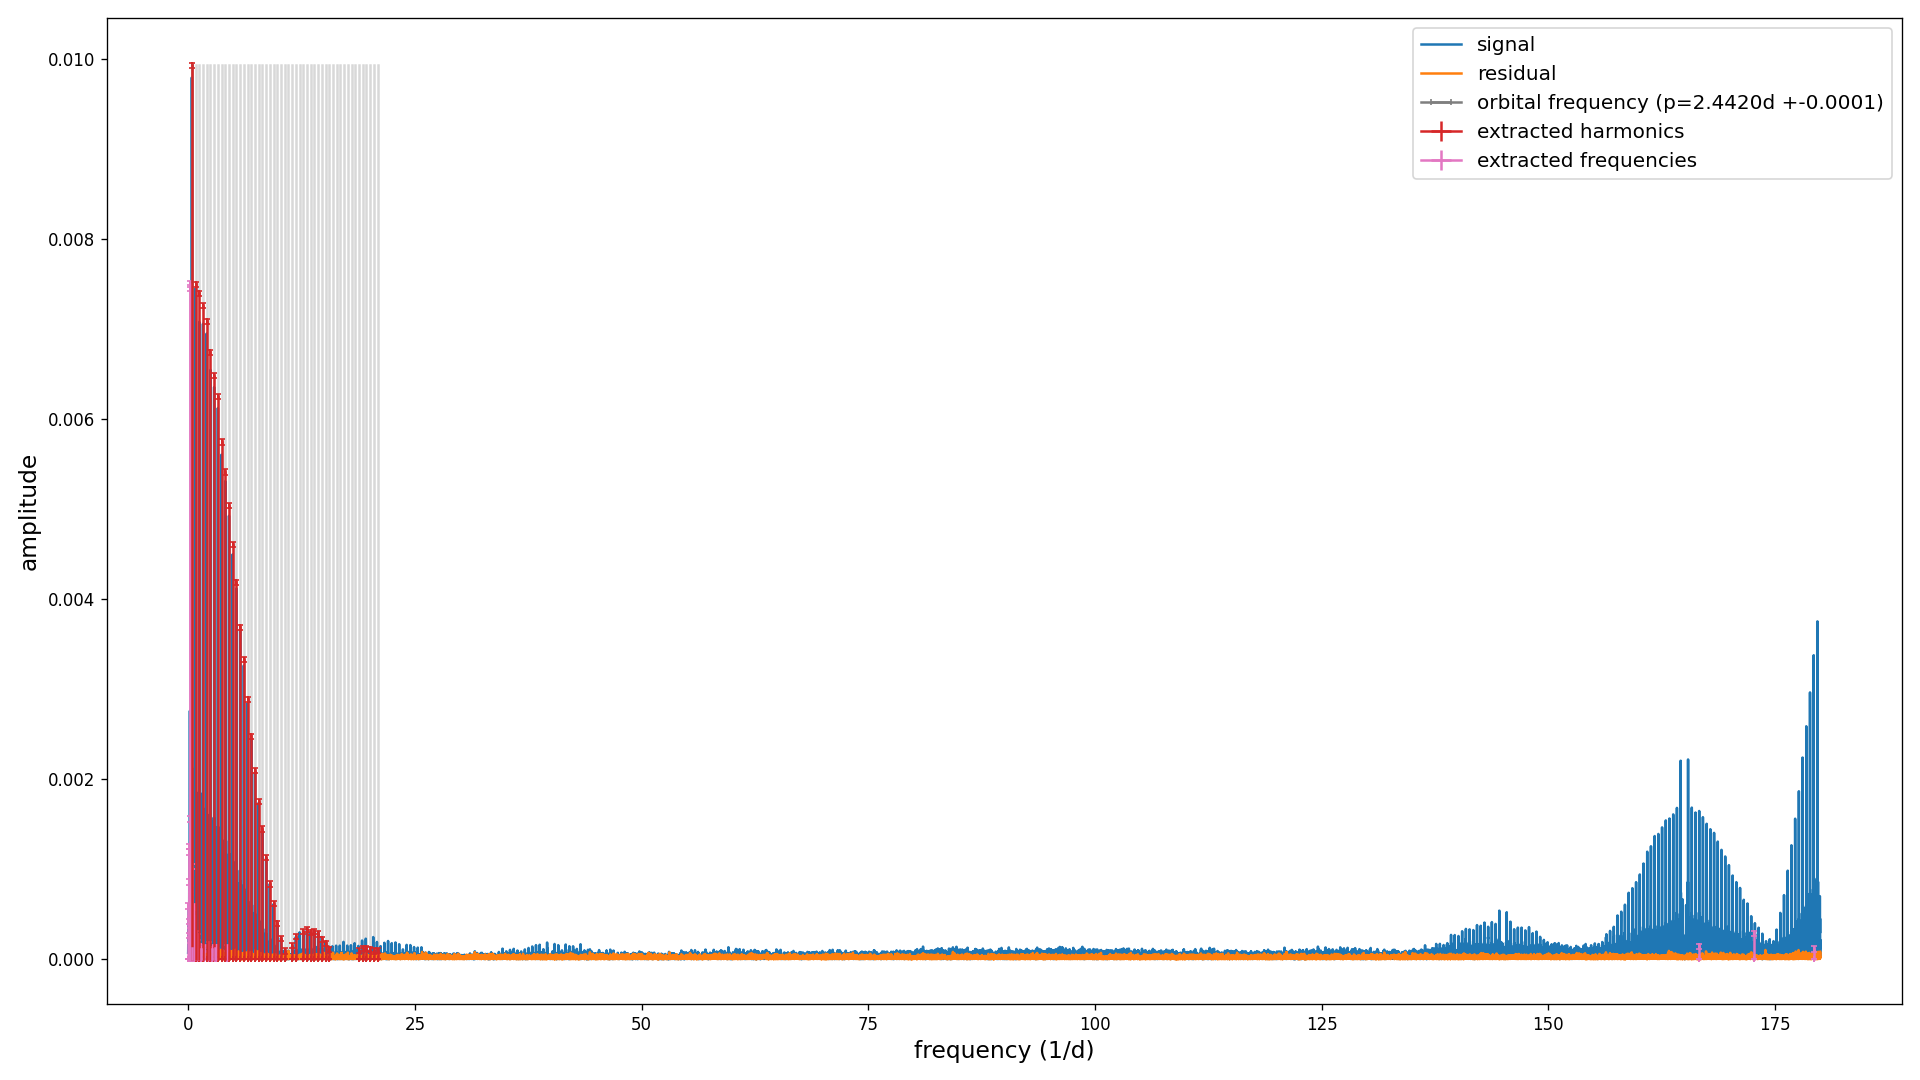 signal
residual
orbital frequency (p=2.4420d +-0.0001)
extracted harmonics
extracted frequencies
0.010
0.008
0.006
0.004
0.002
0.000
amplitude
0 25 50 75 100 125 150 175
frequency (1/d)